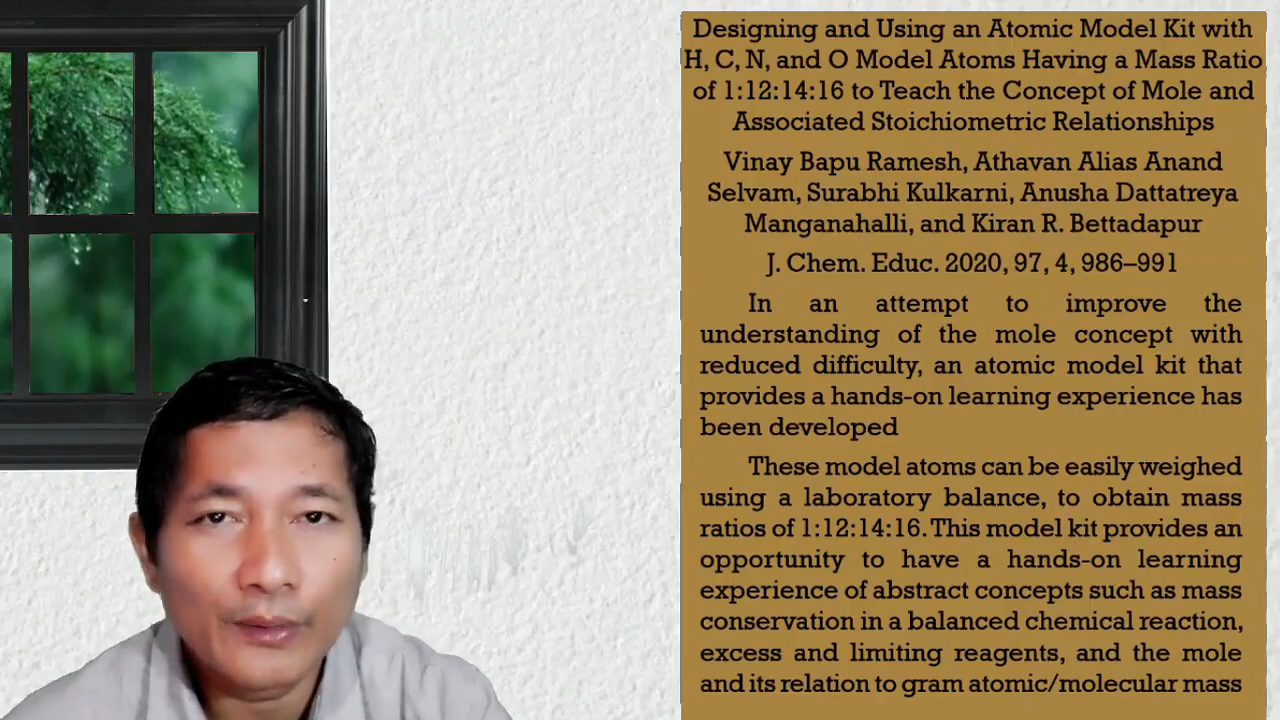 Designing and Using an Atomic Model Kit with
H, C, N, and O Model Atoms Having a Mass Ratio
of 1:12:14:16 to Teach the Concept of Mole and
Associated Stoichiometric Relationships
Vinay Bapu Ramesh, Athavan Alias Anand
Selvam, Surabhi Kulkarni, Anusha Dattatreya
Manganahalli, and Kiran R. Bettadapur
J. Chem. Educ. 2020, 97, 4, 986–991
In an attempt to improve the
understanding of the mole concept with
reduced difficulty, an atomic model kit that
provides a hands-on learning experience has
been developed
These model atoms can be easily weighed
using a laboratory balance, to obtain mass
ratios of 1:12:14:16. This model kit provides an
opportunity to have a hands-on learning
experience of abstract concepts such as mass
conservation in a balanced chemical reaction,
excess and limiting reagents, and the mole
and its relation to gram atomic/molecular mass